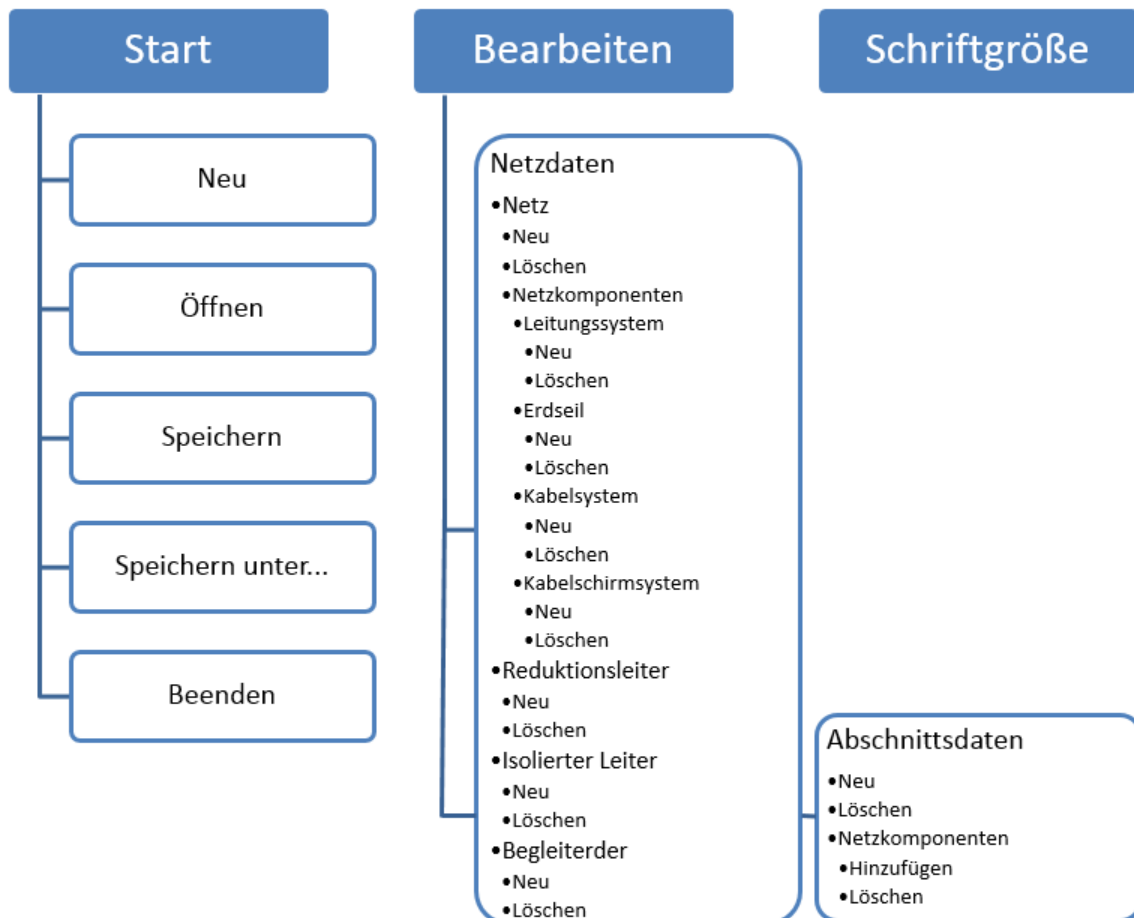 Start
Neu
Öffnen
Speichern
Speichern unter...
Beenden
Bearbeiten
Netzdaten
•Netz
•Neu
•Löschen
•Netzkomponenten
•Leitungssystem
•Neu
•Löschen
•Erdseil
•Neu
•Löschen
•Kabelsystem
•Neu
•Löschen
•Kabelschirmsystem
•Neu
•Löschen
•Reduktionsleiter
•Neu
•Löschen
•Isolierter Leiter
•Neu
•Löschen
•Begleiterder
•Neu
•Löschen
Abschnittsdaten
•Neu
•Löschen
•Netzkomponenten
•Hinzufügen
•Löschen
Schriftgröße